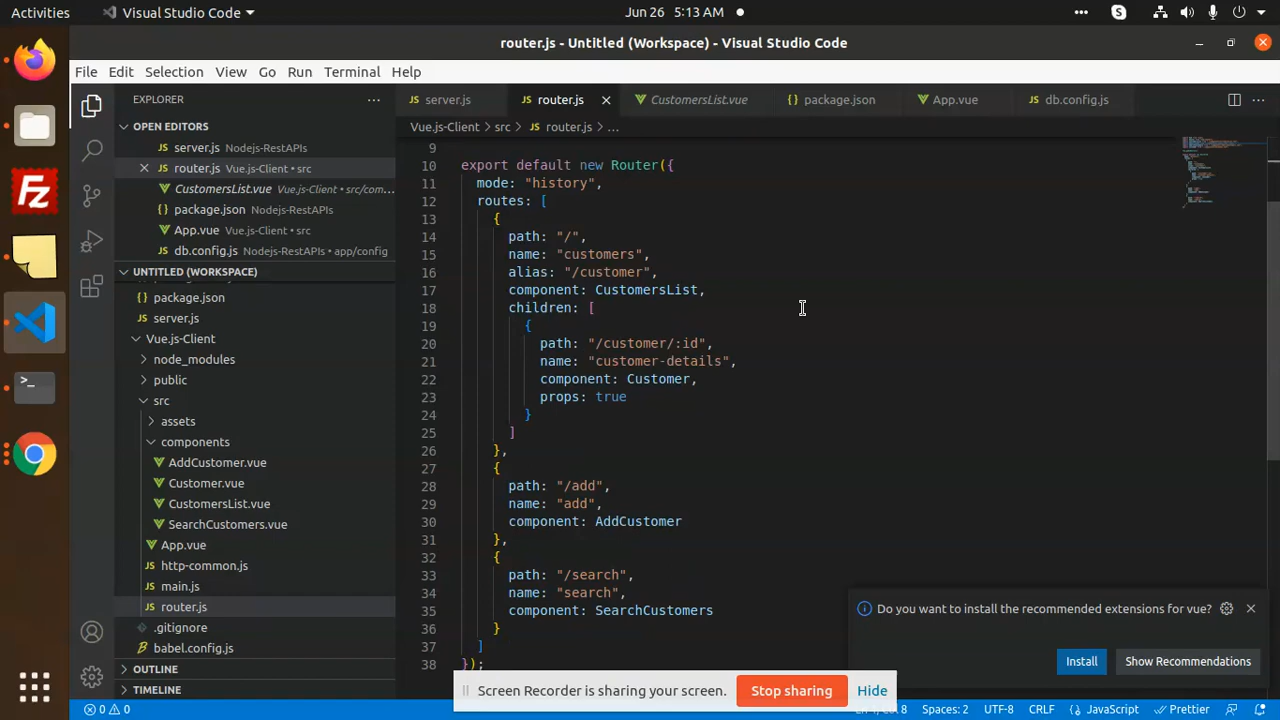 Activities
Visual Studio Code
Jun 26 5:13 AM
router.js - Untitled (Workspace) - Visual Studio Code
File Edit Selection View Go Run Terminal Help
EXPLORER
OPEN EDITORS
server.js Nodejs-RestAPIs
router.js Vue.js-Client • src
CustomersList.vue Vue.js-Client • src/com...
package.json Nodejs-RestAPIs
App.vue Vue.js-Client • src
db.config.js Nodejs-RestAPIs • app/config
UNTITLED (WORKSPACE)
package.json
server.js
Vue.js-Client
node_modules
public
src
assets
components
AddCustomer.vue
Customer.vue
CustomersList.vue
SearchCustomers.vue
App.vue
http-common.js
main.js
router.js
.gitignore
babel.config.js
OUTLINE
TIMELINE
server.js router.js CustomersList.vue package.json App.vue db.config.js
Vue.js-Client > src > JS router.js > ...
9
10 export default new Router({
11 mode: "history",
12 routes: [
13 {
14 path: "/",
15 name: "customers",
16 alias: "/customer",
17 component: CustomersList,
18 children: [
19 {
20 path: "/customer/:id",
21 name: "customer-details",
22 component: Customer,
23 props: true
24 }
25 ]
26 },
27 {
28 path: "/add",
29 name: "add",
30 component: AddCustomer
31 },
32 {
33 path: "/search",
34 name: "search",
35 component: SearchCustomers
36 }
37 ]
38 });
Do you want to install the recommended extensions for vue?
Install Show Recommendations
Screen Recorder is sharing your screen. Stop sharing Hide
0 0
Spaces: 2 UTF-8 CRLF JavaScript Prettier